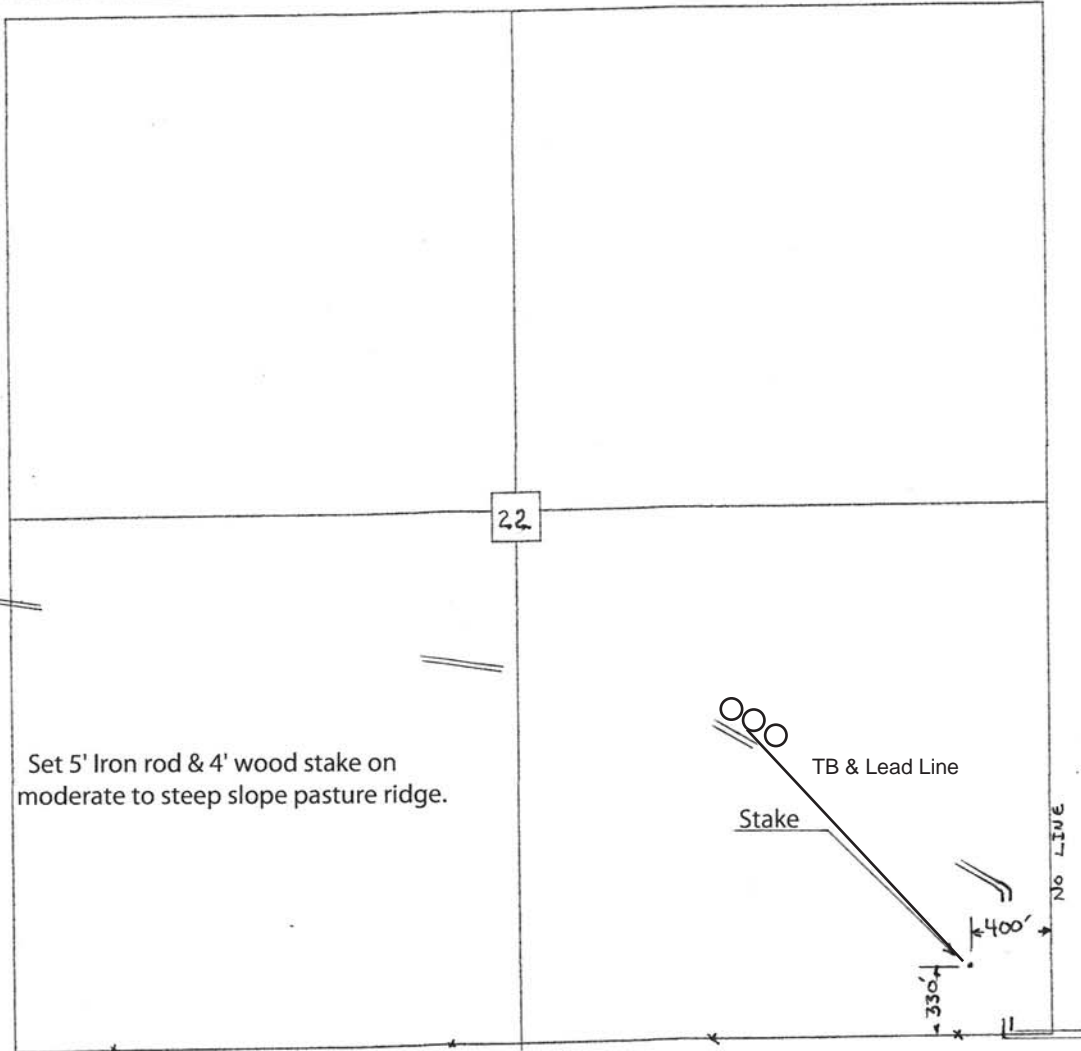 22
Set 5' Iron rod & 4' wood stake on
moderate to steep slope pasture ridge.
TB & Lead Line
Stake
NO LINE
400'
330'